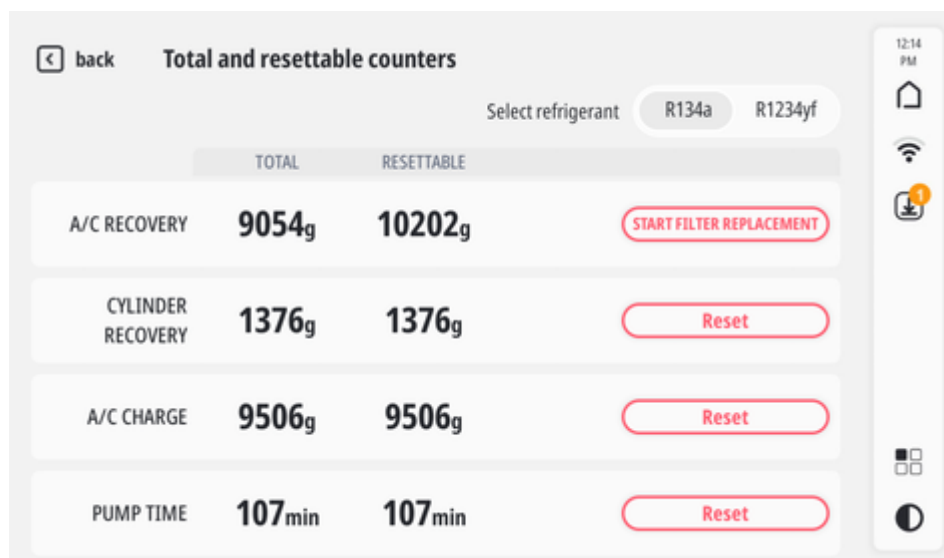 back Total and resettable counters
12:14
PM
Select refrigerant R134a R1234yf
TOTAL RESETTABLE
1
A/C RECOVERY 9054g 10202g START FILTER REPLACEMENT
CYLINDER
RECOVERY 1376g 1376g Reset
A/C CHARGE 9506g 9506g Reset
PUMP TIME 107min 107min Reset